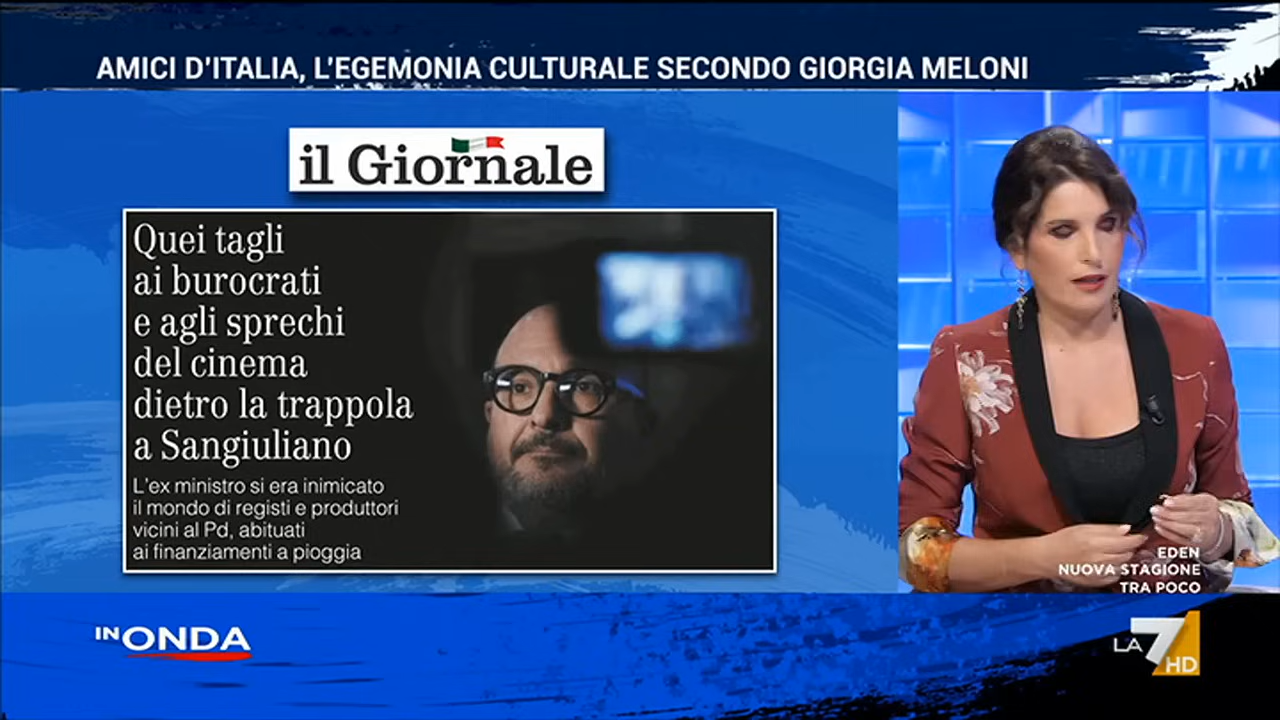 AMICI D'ITALIA, L'EGEMONIA CULTURALE SECONDO GIORGIA MELONI
il Giornale
Quei tagli
ai burocrati
e agli sprechi
del cinema
dietro la trappola
a Sangiuliano
L'ex ministro si era inimicato
il mondo di registi e produttori
vicini al Pd, abituati
ai finanziamenti a pioggia
EDEN
NUOVA STAGIONE
TRA POCO
IN ONDA
LA 7 HD